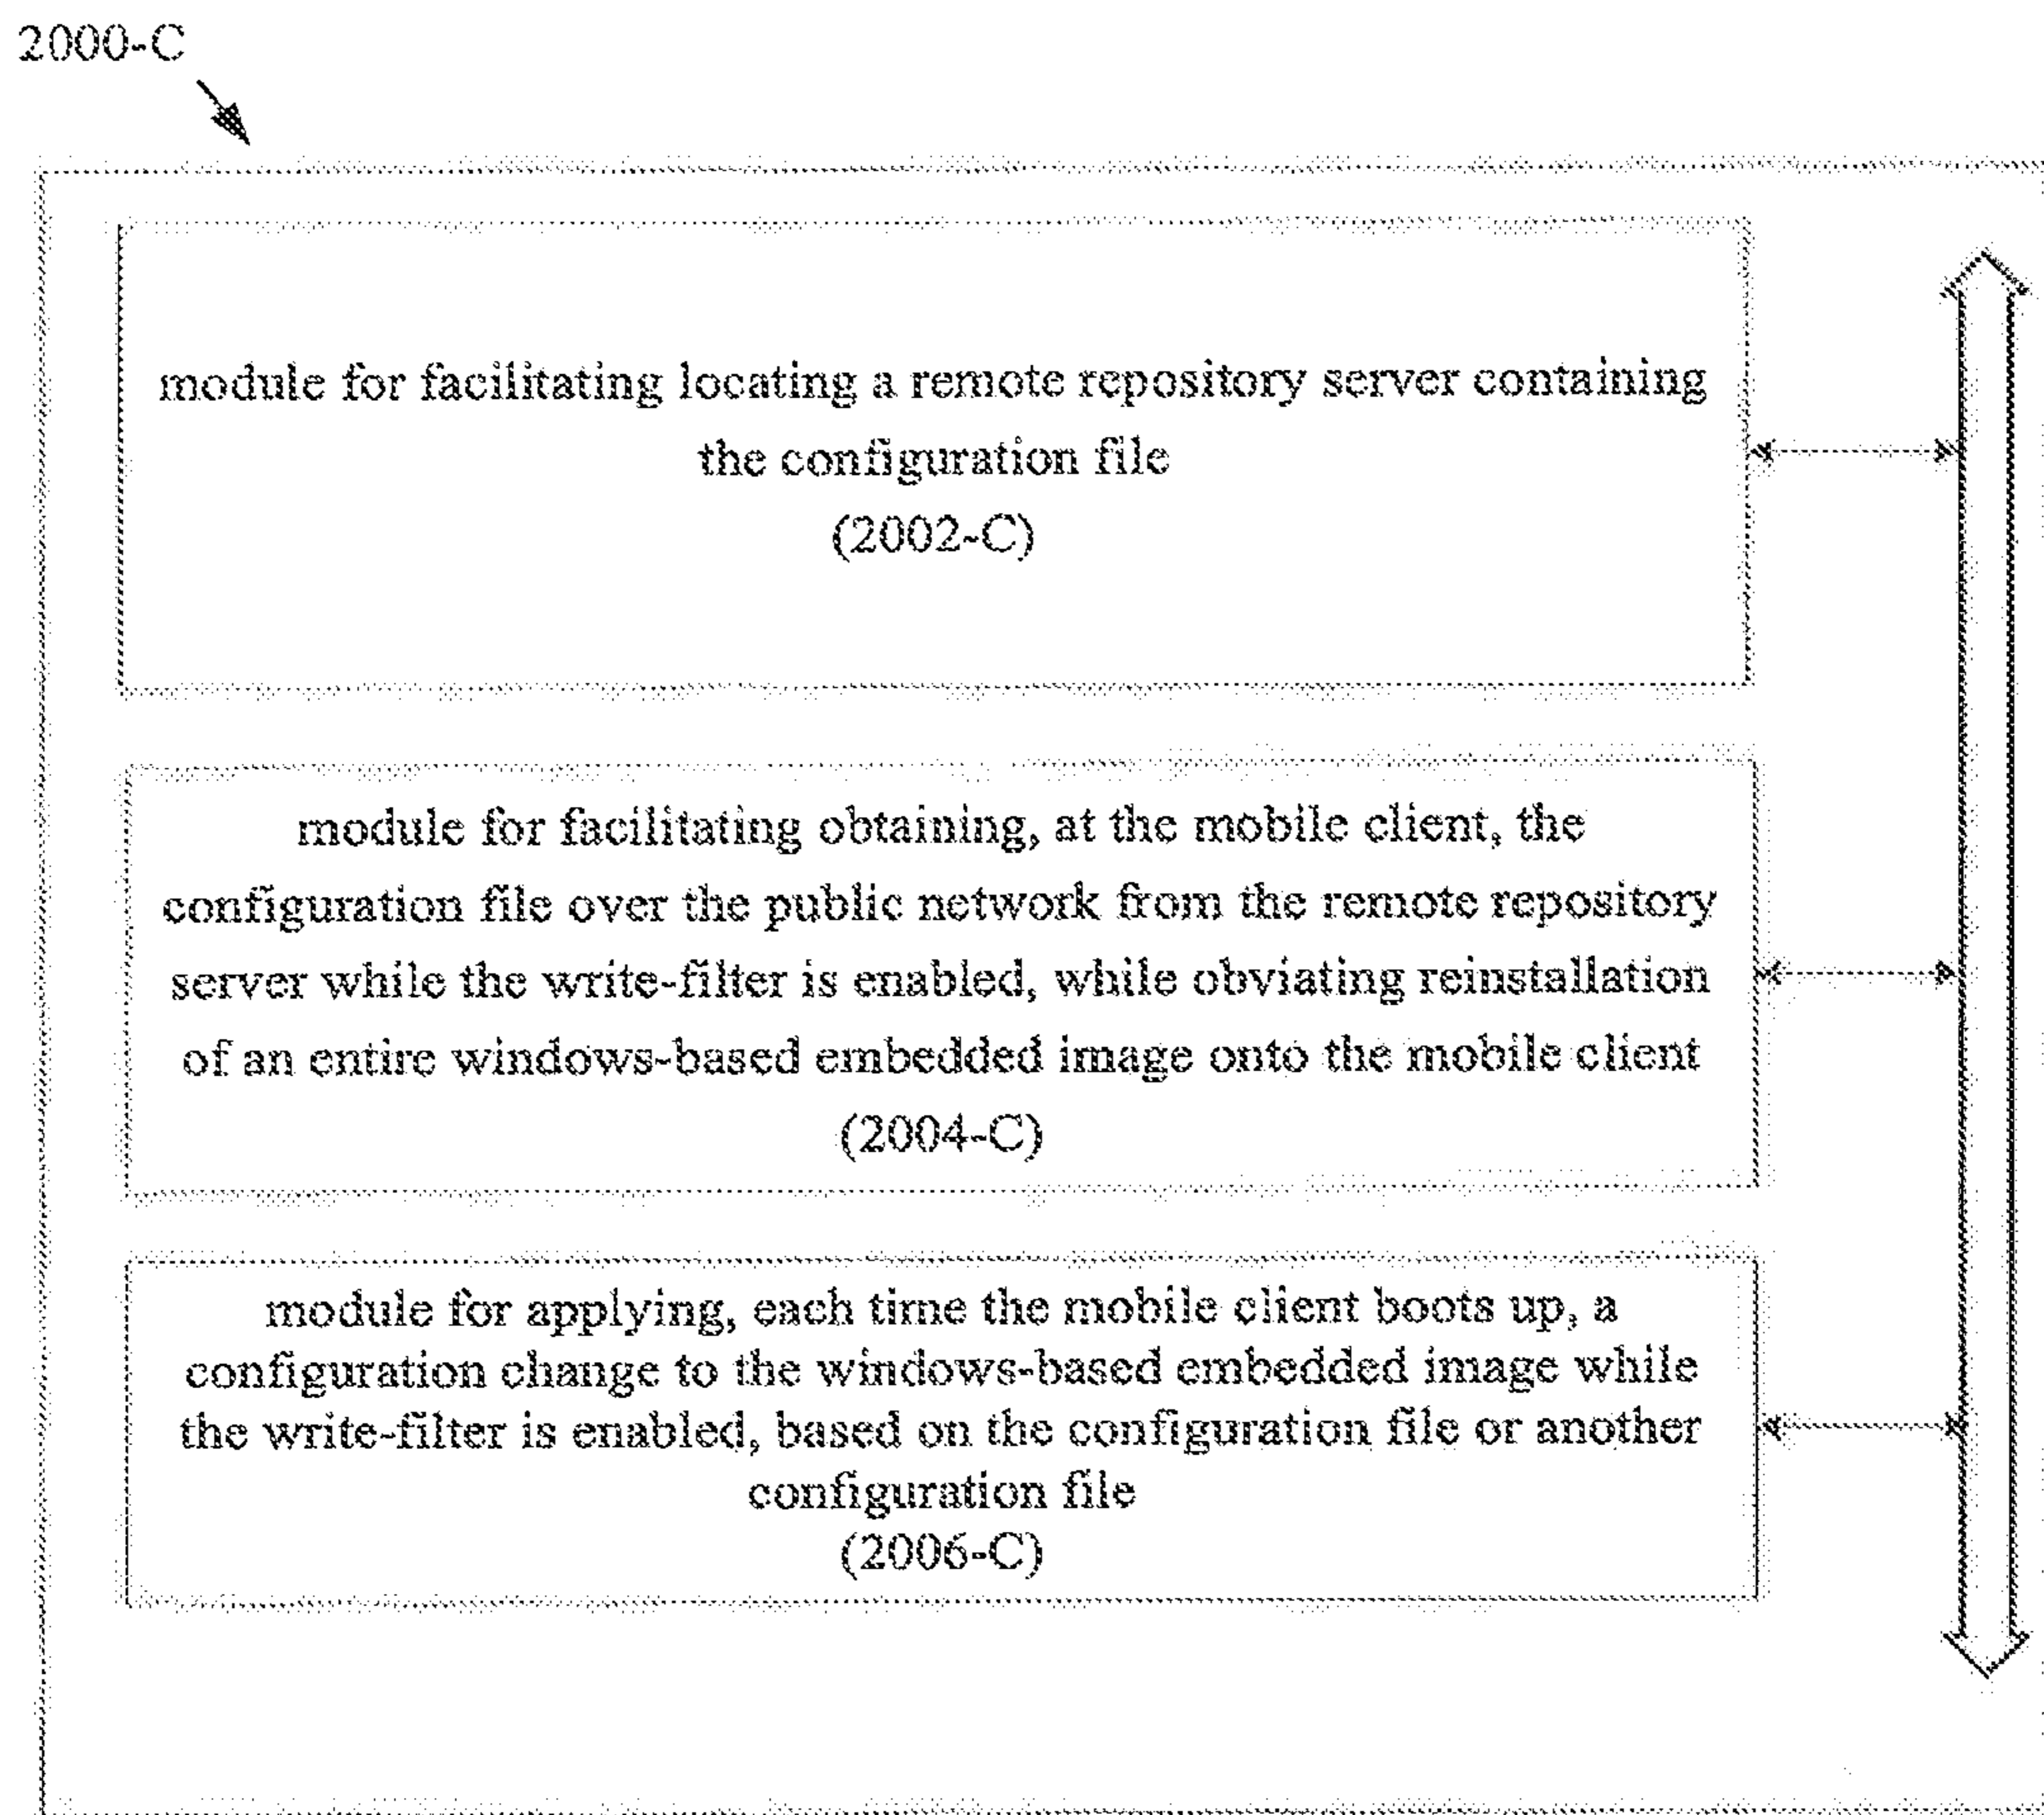 2000-C
module for facilitating locating a remote repository server containing
the configuration file
(2002-C)
module for facilitating obtaining, at the mobile client, the
configuration file over the public network from the remote repository
server while the write-filter is enabled, while obviating reinstallation
of an entire windows-based embedded image onto the mobile client
(2004-C)
module for applying, each time the mobile client boots up, a
configuration change to the windows-based embedded image while
the write-filter is enabled, based on the configuration file or another
configuration file
(2006-C)